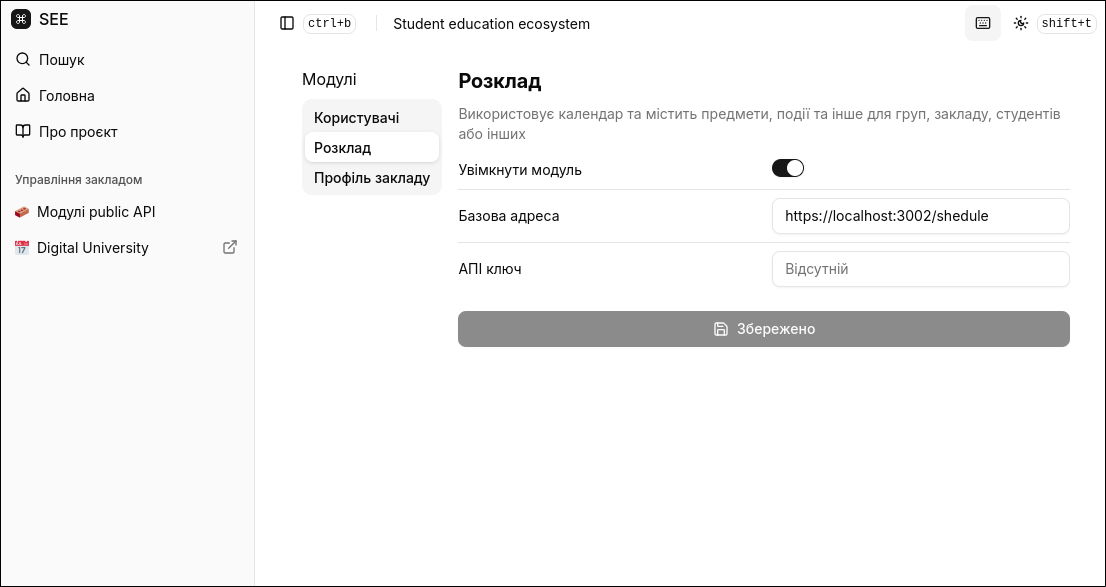 SEE
Пошук
Головна
Про проєкт
Управління закладом
Модулі public API
Digital University
ctrl+b
Student education ecosystem
shift+t
Модулі
Користувачі
Розклад
Профіль закладу
Розклад
Використовує календар та містить предмети, події та інше для груп, закладу, студентів
або інших
Увімкнути модуль
Базова адреса
https://localhost:3002/shedule
АПІ ключ
Відсутній
Збережено